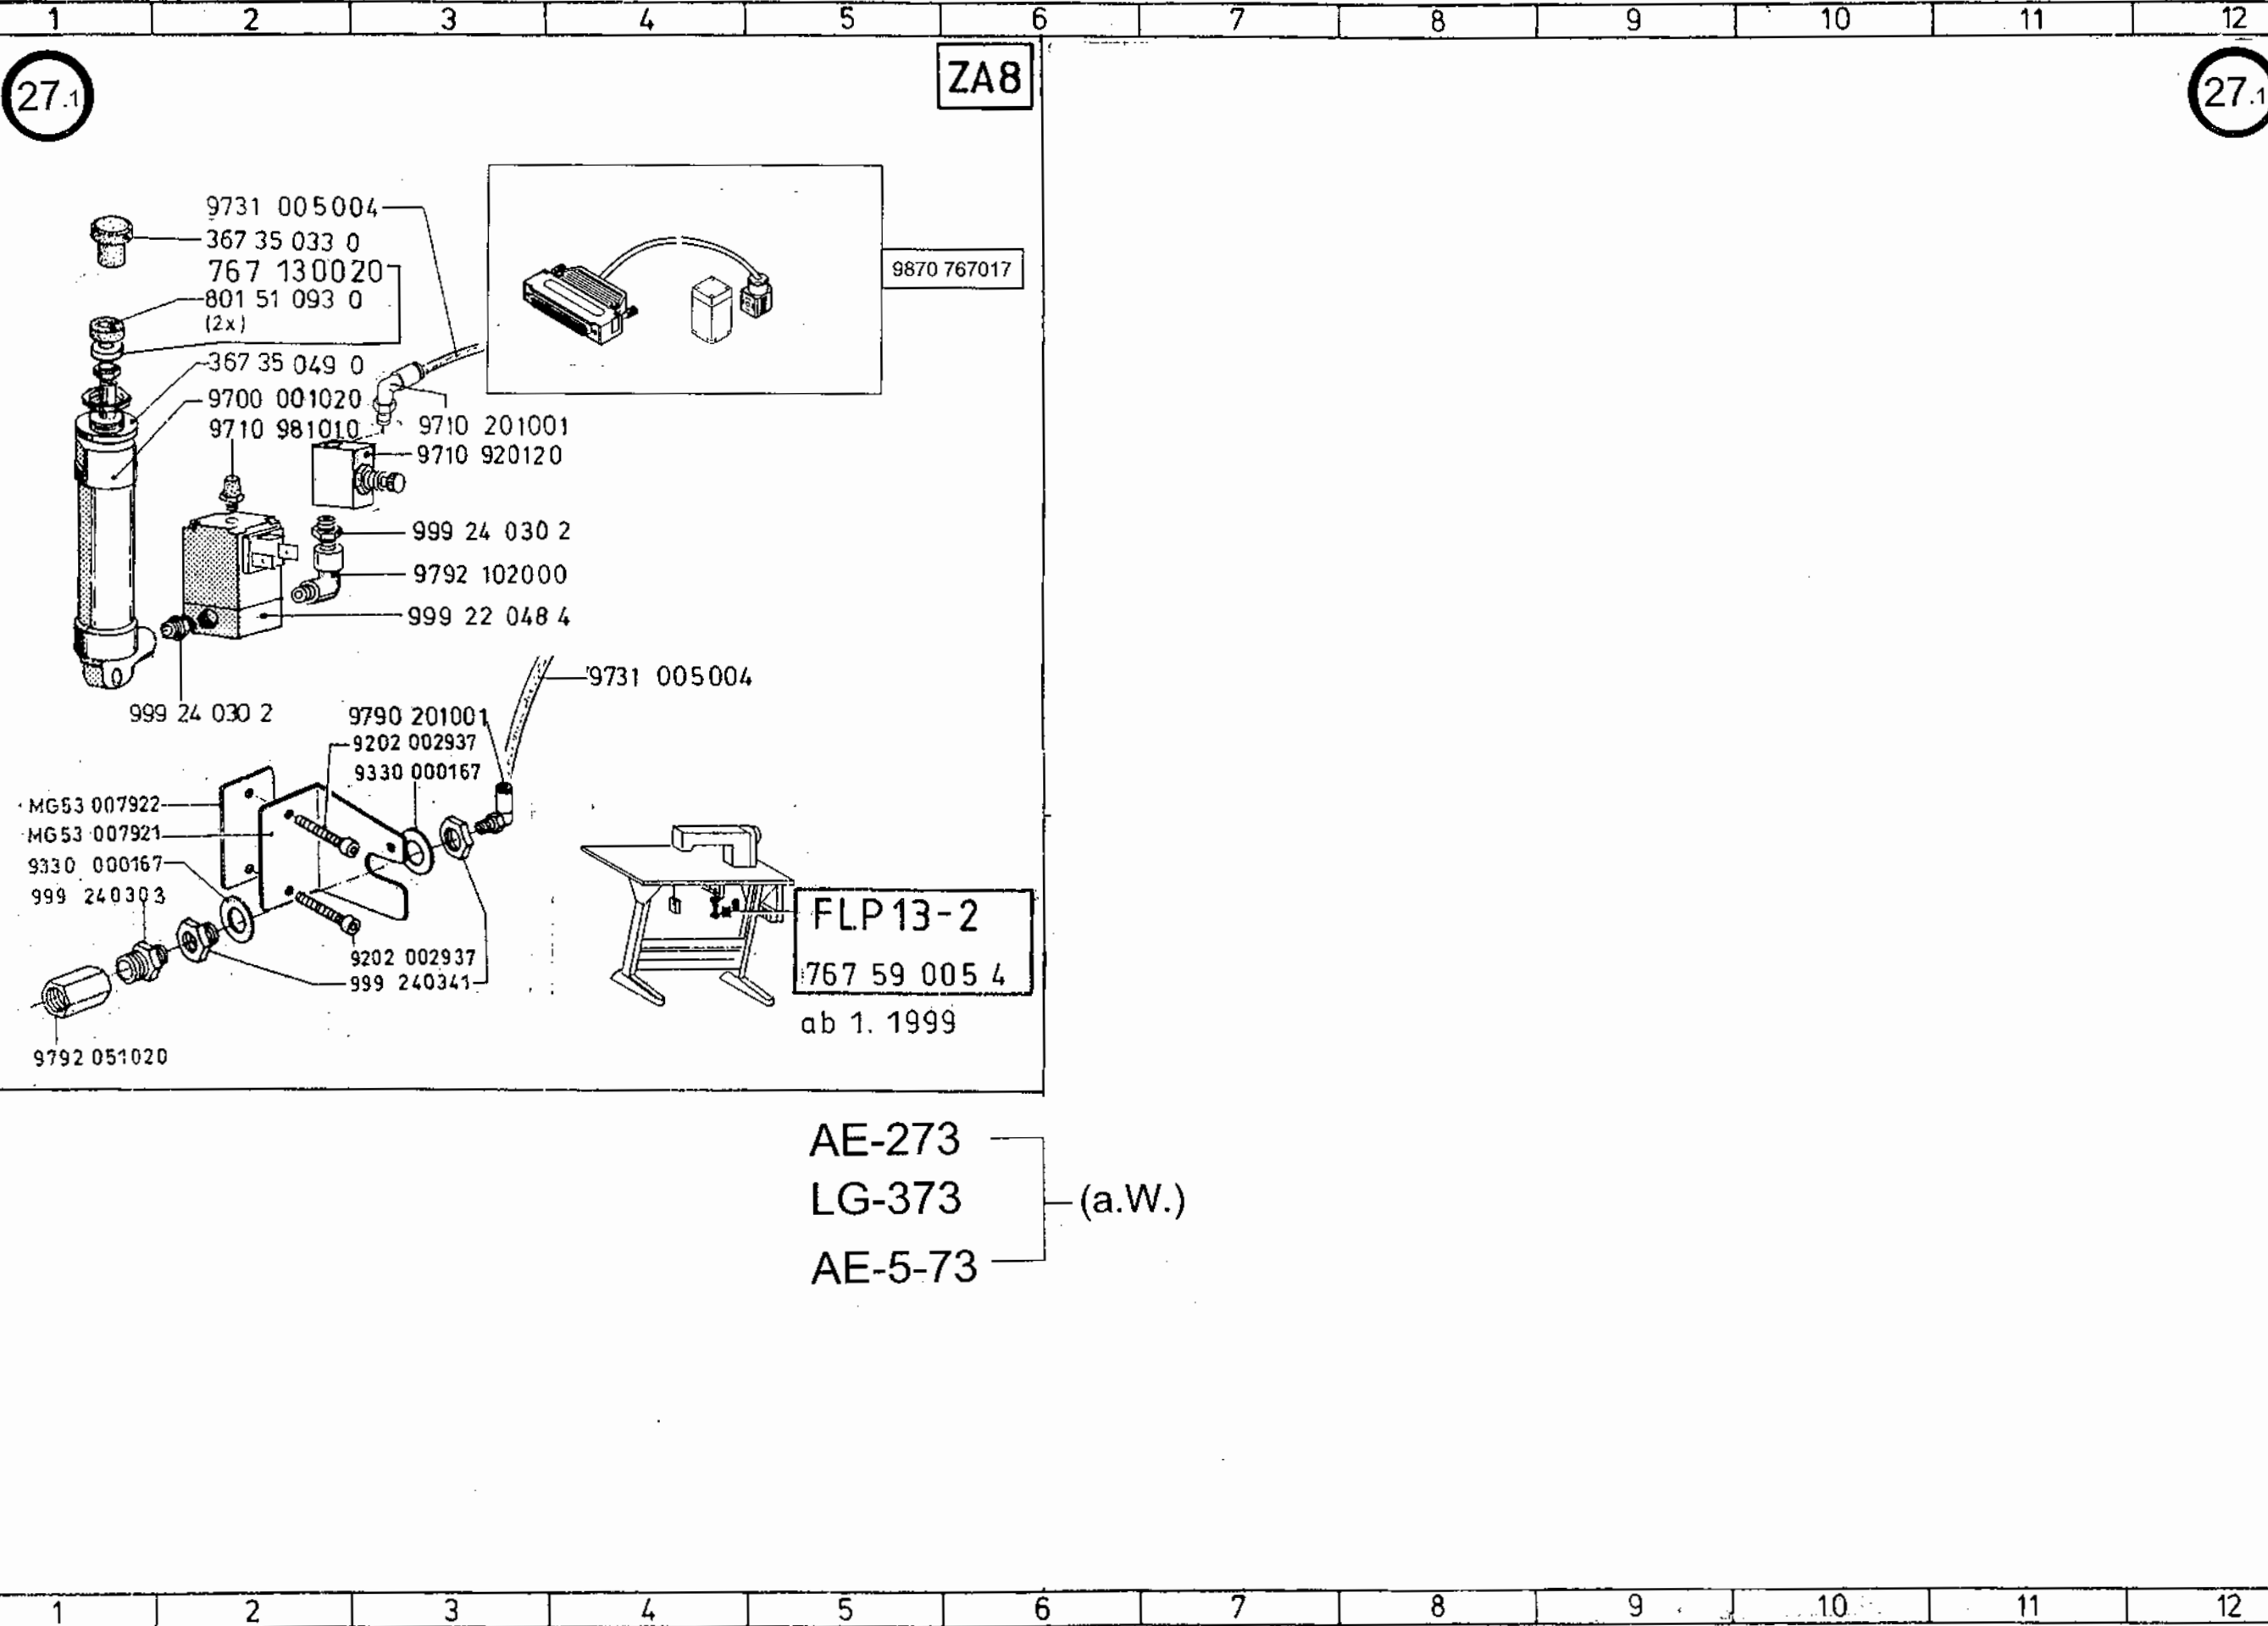 1 2 3 4 5 6 7 8 9 10 11 12
27.1
ZA8
27.1
9731 005004
367 35 033 0
767 130020
801 51 093 0
(2x)
367 35 049 0
9700 001020
9710 981010
9870 767017
9710 201001
9710 920120
999 24 030 2
9792 102000
999 22 048 4
999 24 030 2
9731 005004
9790 201001
9202 002937
9330 000167
MG53 007922
MG53 007921
9330 000167
999 240303
9202 002937
999 240341
9792 051020
FLP 13-2
767 59 005 4
ab 1. 1999
AE-273
LG-373
(a.W.)
AE-5-73
1 2 3 4 5 6 7 8 9 10 11 12